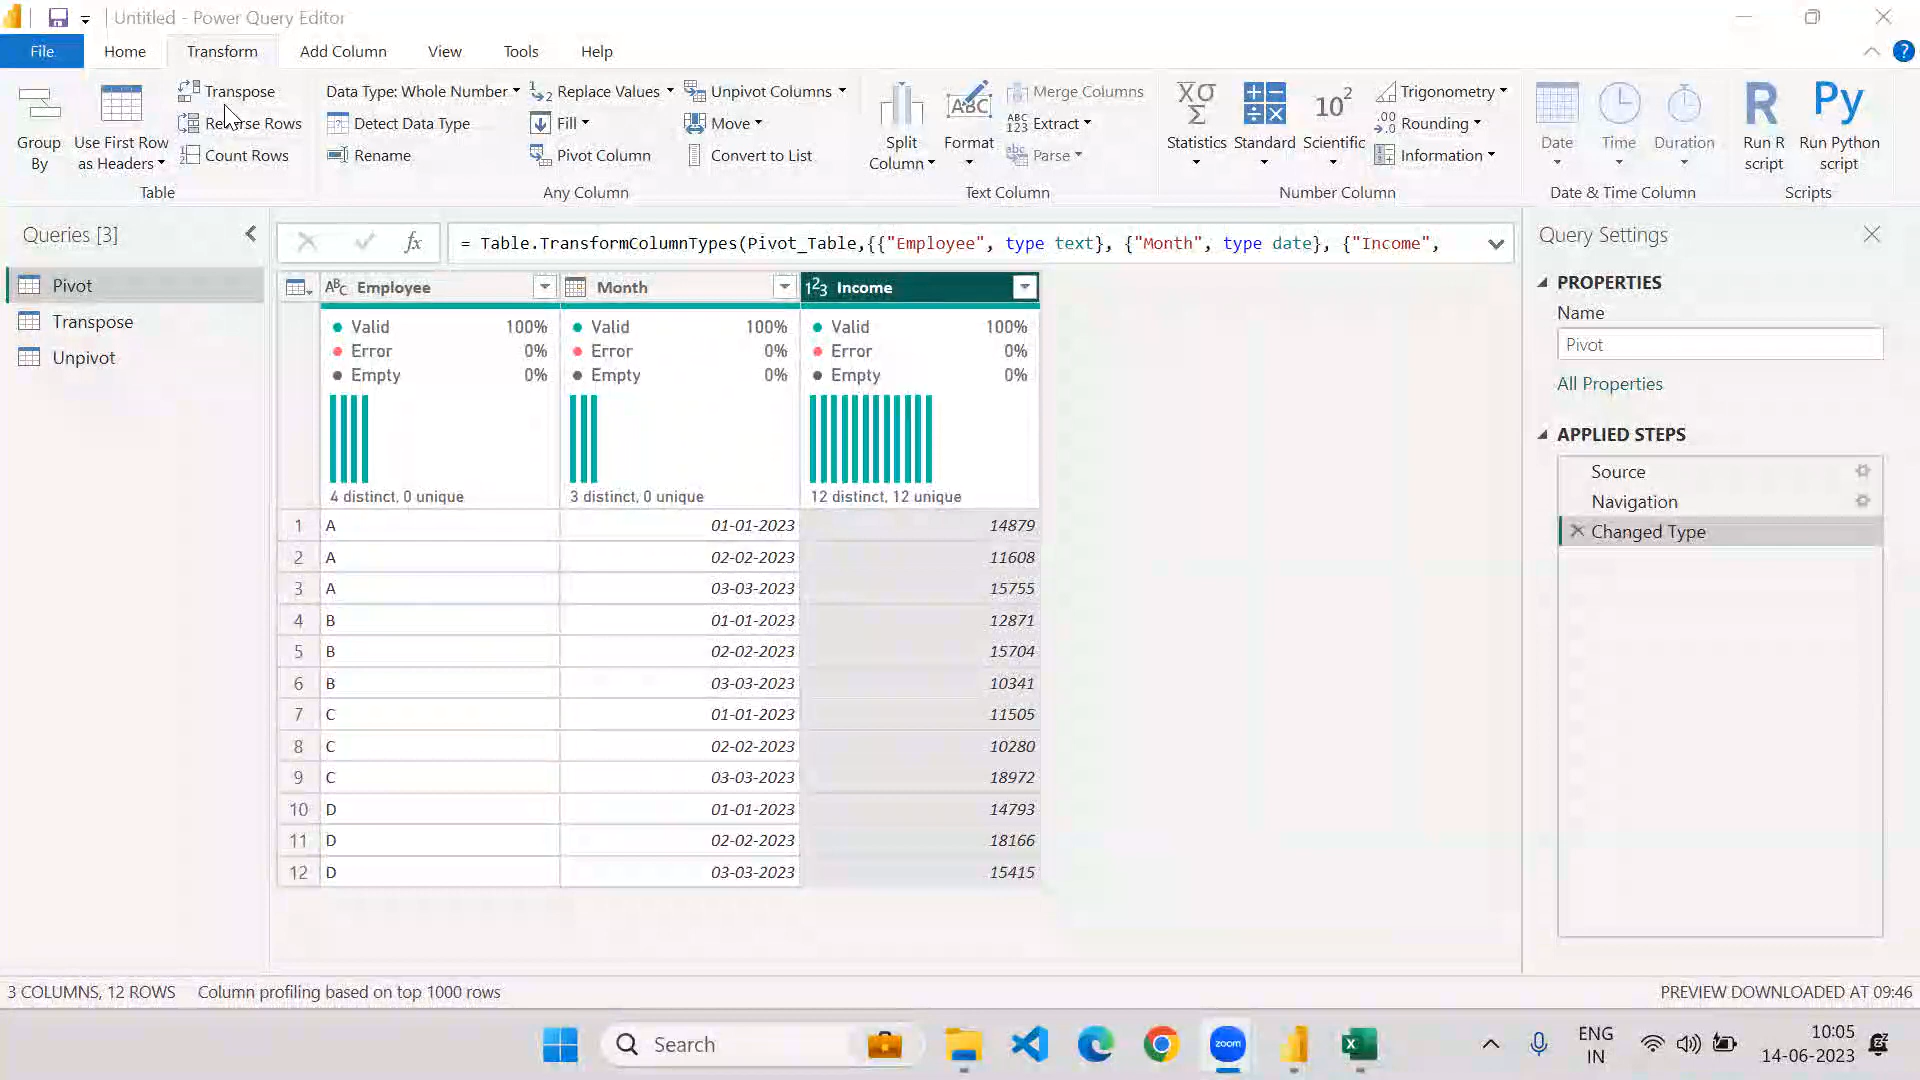 Untitled - Power Query Editor
File Home Transform Add Column View Tools Help
Group By
Use First Row as Headers
Transpose
Reverse Rows
Count Rows
Table
Data Type: Whole Number
Detect Data Type
Rename
Replace Values
Fill
Pivot Column
Unpivot Columns
Move
Convert to List
Any Column
Split Column
Format
Merge Columns
Extract
Parse
Text Column
Statistics
Standard
Scientific
Trigonometry
Rounding
Information
Number Column
Date
Time
Duration
Date & Time Column
Run R script
Run Python script
Scripts
Queries [3]
Pivot
Transpose
Unpivot
= Table.TransformColumnTypes(Pivot_Table,{{"Employee", type text}, {"Month", type date}, {"Income",
Employee Month Income
Valid 100% Valid 100% Valid 100%
Error 0% Error 0% Error 0%
Empty 0% Empty 0% Empty 0%
4 distinct, 0 unique 3 distinct, 0 unique 12 distinct, 12 unique
1 A 01-01-2023 14879
2 A 02-02-2023 11608
3 A 03-03-2023 15755
4 B 01-01-2023 12871
5 B 02-02-2023 15704
6 B 03-03-2023 10341
7 C 01-01-2023 11505
8 C 02-02-2023 10280
9 C 03-03-2023 18972
10 D 01-01-2023 14793
11 D 02-02-2023 18166
12 D 03-03-2023 15415
Query Settings
PROPERTIES
Name
Pivot
All Properties
APPLIED STEPS
Source
Navigation
Changed Type
3 COLUMNS, 12 ROWS Column profiling based on top 1000 rows
PREVIEW DOWNLOADED AT 09:46
Search
zoom
ENG
IN
10:05
14-06-2023